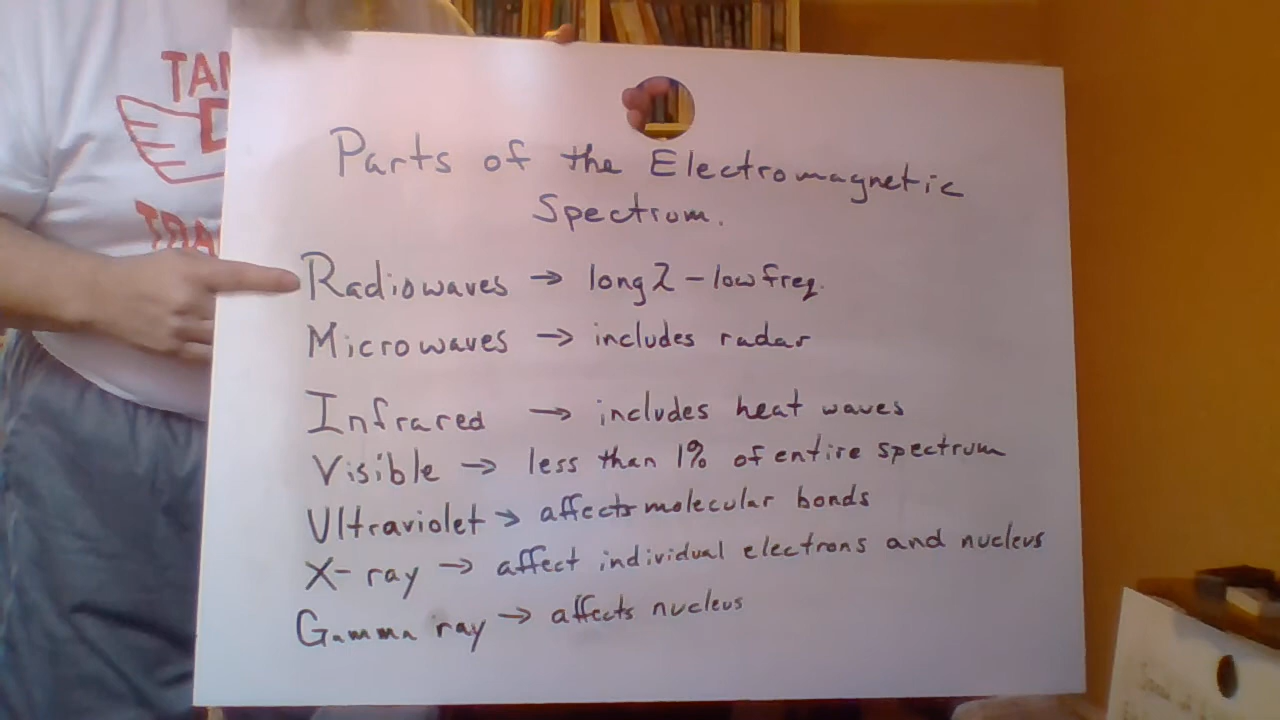 Parts of the Electromagnetic
Spectrum.
Radiowaves → long λ - low freq.
Microwaves → includes radar
Infrared → includes heat waves
Visible → less than 1% of entire spectrum
Ultraviolet → affects molecular bonds
X-ray → affect individual electrons and nucleus
Gamma ray → affects nucleus